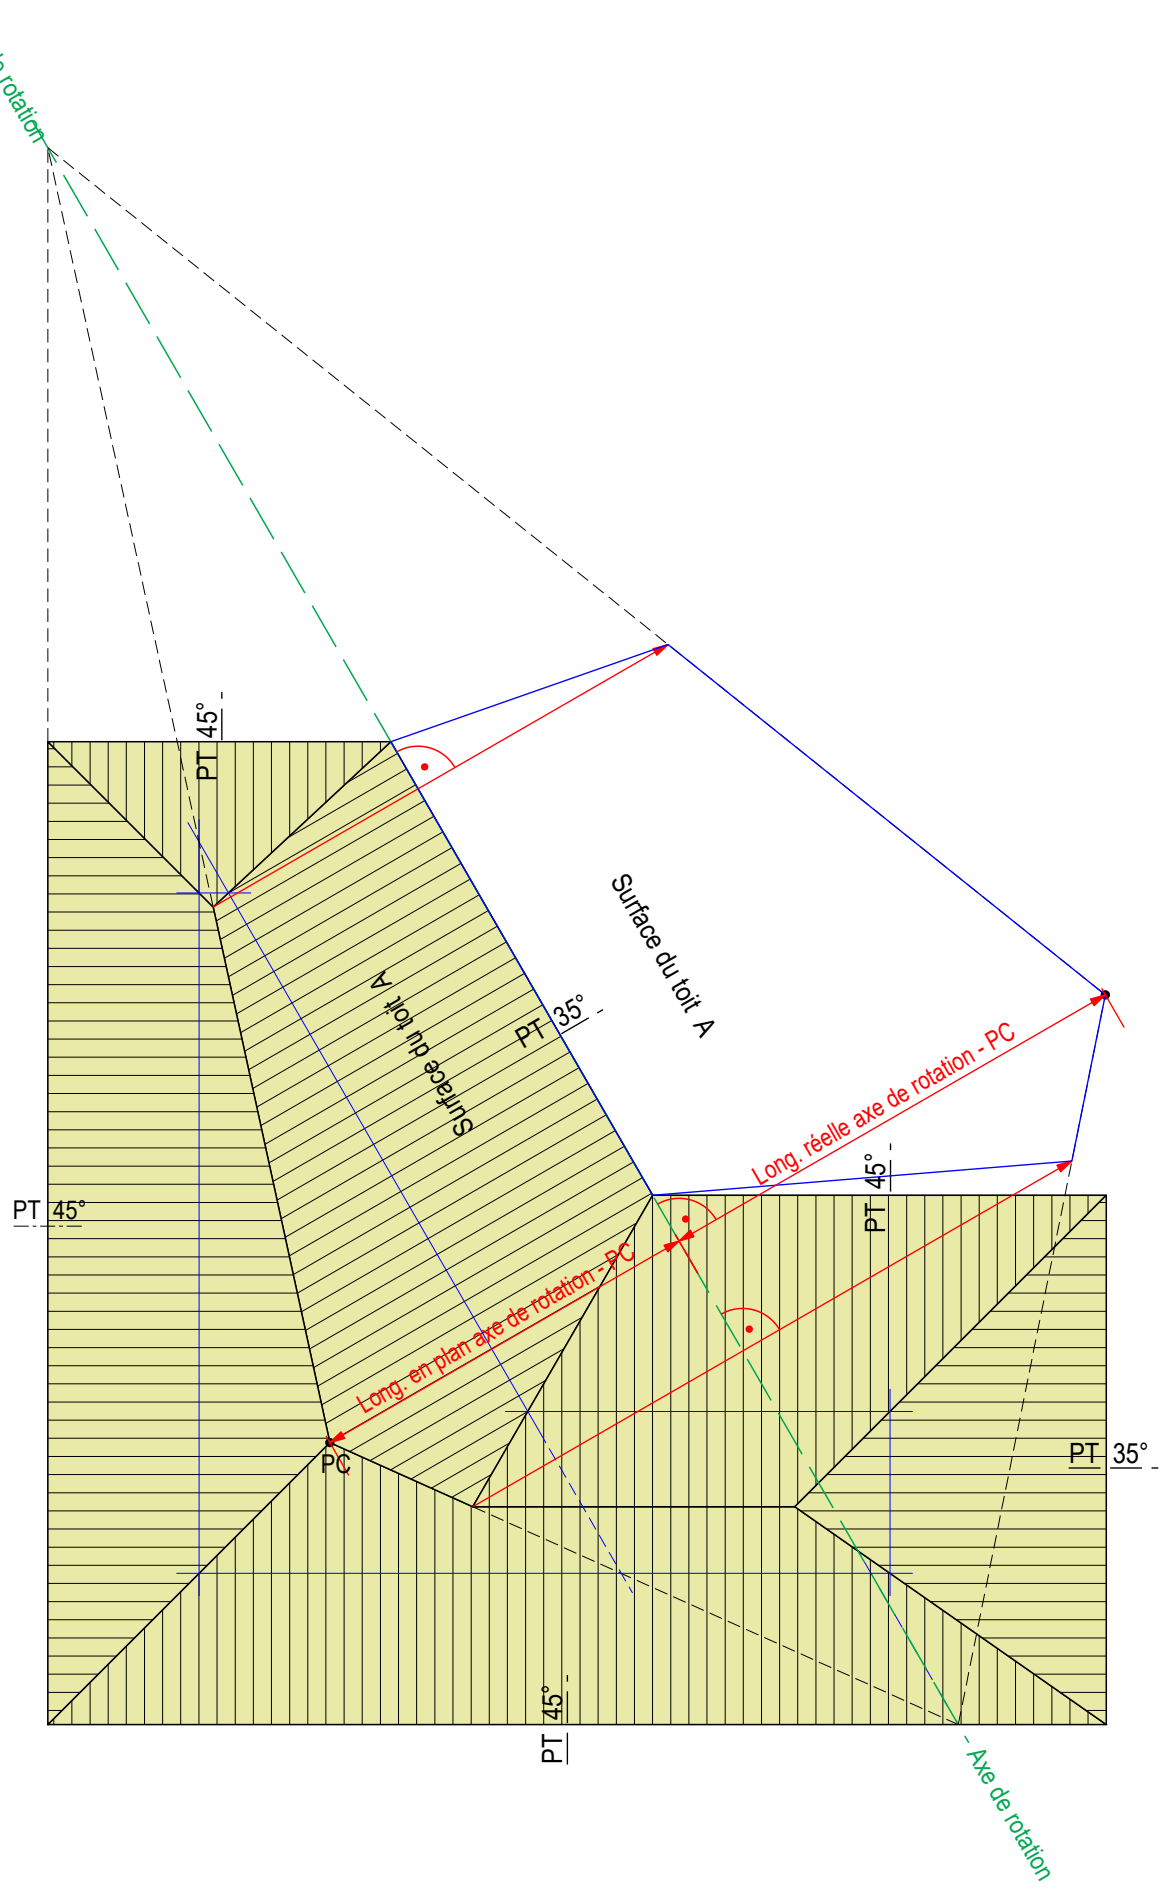 e rotation
PT 45°
Surface du toit A
PT 35°
Surface du toit A
Long. réelle axe de rotation - PC
PT 45°
PT 45°
Long. en plan axe de rotation - PC
PC
PT 35°
PT 45°
- Axe de rotation